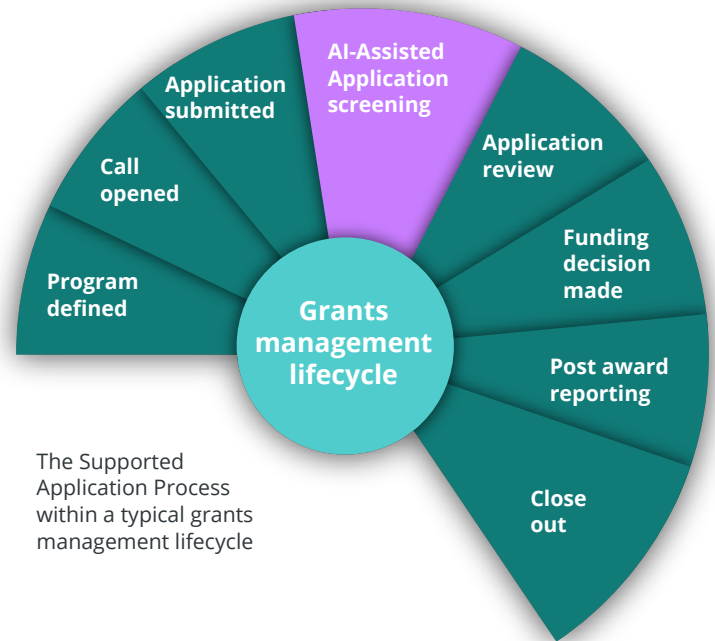 Program
defined
Call
opened
Application
submitted
AI-Assisted
Application
screening
Application
review
Funding
decision
made
Post award
reporting
Close
out
Grants
management
lifecycle
The Supported
Application Process
within a typical grants
management lifecycle